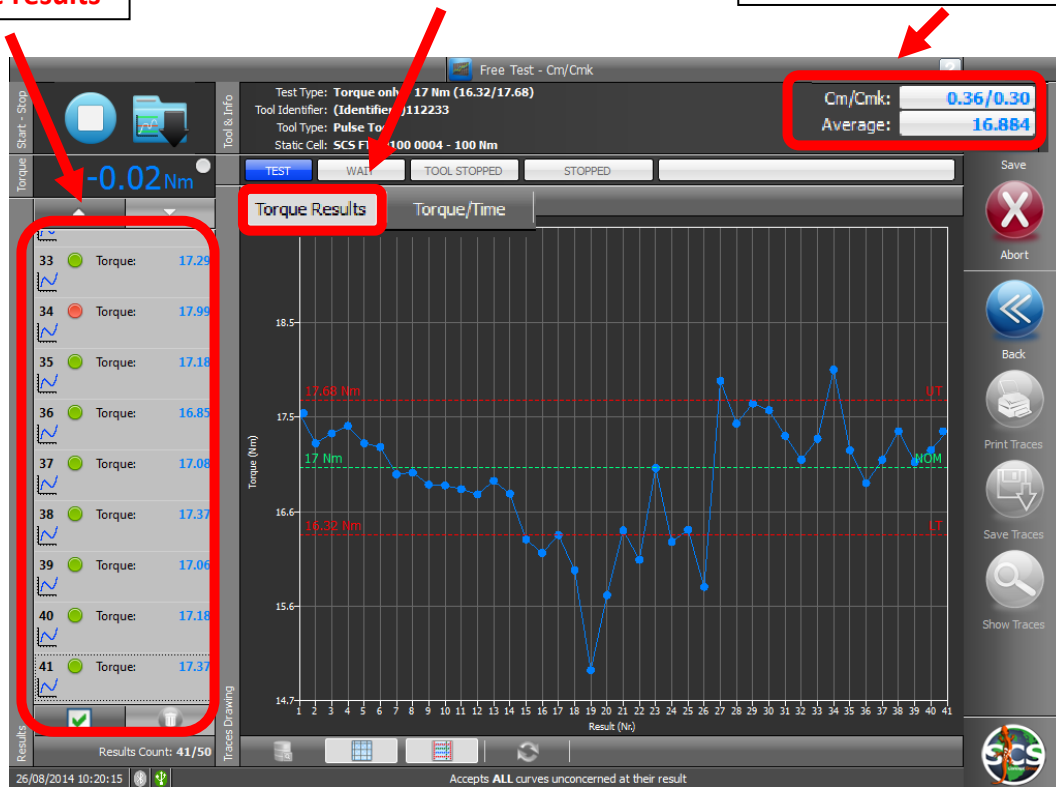 results
Free Test - Cm/Cmk
Start - Stop
Tool & Info
Test Type: Torque only 17 Nm (16.32/17.68)
Tool Identifier: (Identifier)J112233
Tool Type: Pulse
Static Cell: SCS 100 0004 - 100 Nm
Cm/Cmk: 0.36/0.30
Average: 16.884
Torque
-0.02 Nm
TEST
TOOL STOPPED
STOPPED
Save
Torque Results
Torque/Time
Abort
33 Torque: 17.29
34 Torque: 17.99
35 Torque: 17.18
36 Torque: 16.85
37 Torque: 17.08
38 Torque: 17.37
39 Torque: 17.06
40 Torque: 17.18
41 Torque: 17.37
Results
Results Count: 41/50
Traces Drawing
Torque (Nm)
18.5
17.68 Nm
UT
17.5
17 Nm
NOM
16.6
16.32 Nm
LT
15.6
14.7
1 2 3 4 5 6 7 8 9 10 11 12 13 14 15 16 17 18 19 20 21 22 23 24 25 26 27 28 29 30 31 32 33 34 35 36 37 38 39 40 41
Result (Nr.)
Back
Print Traces
Save Traces
Show Traces
SCS
26/08/2014 10:20:15
Accepts ALL curves unconcerned at their result